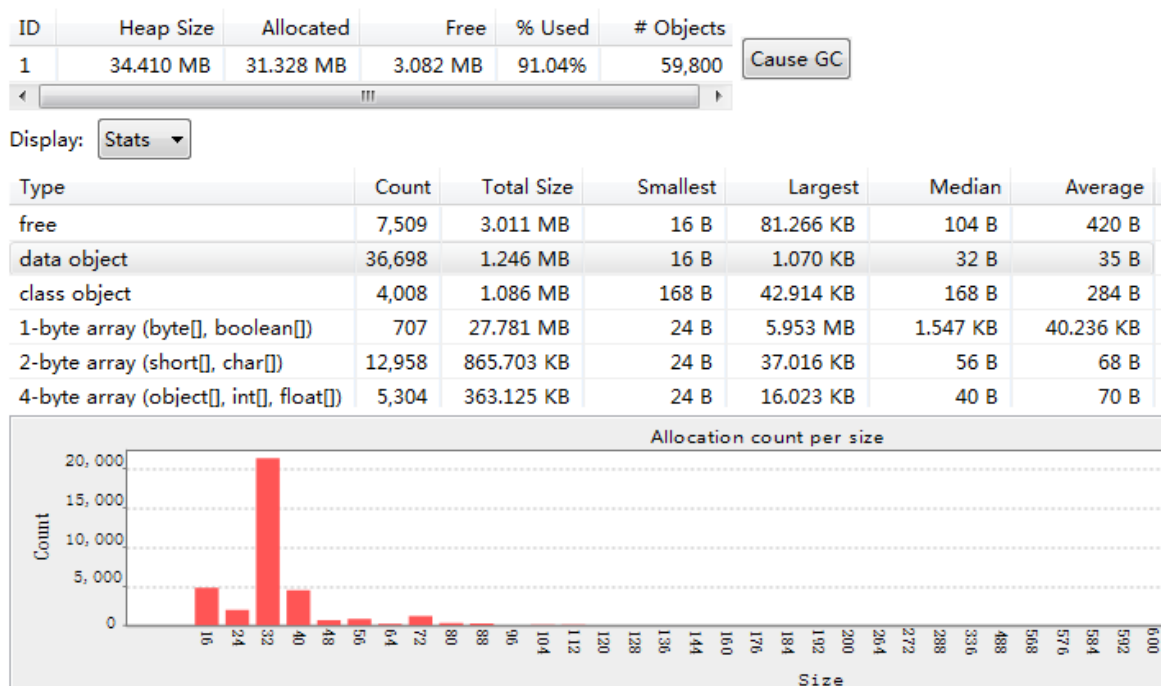 ID Heap Size Allocated Free % Used # Objects
1 34.410 MB 31.328 MB 3.082 MB 91.04% 59,800 Cause GC
Display: Stats
Type Count Total Size Smallest Largest Median Average
free 7,509 3.011 MB 16 B 81.266 KB 104 B 420 B
data object 36,698 1.246 MB 16 B 1.070 KB 32 B 35 B
class object 4,008 1.086 MB 168 B 42.914 KB 168 B 284 B
1-byte array (byte[], boolean[]) 707 27.781 MB 24 B 5.953 MB 1.547 KB 40.236 KB
2-byte array (short[], char[]) 12,958 865.703 KB 24 B 37.016 KB 56 B 68 B
4-byte array (object[], int[], float[]) 5,304 363.125 KB 24 B 16.023 KB 40 B 70 B
Allocation count per size
20,000
15,000
10,000
5,000
0
Count
16 24 32 40 48 56 64 72 80 88 96 104 112 120 128 136 144 160 176 184 192 200 264 272 288 336 488 568 576 584 592 600
Size